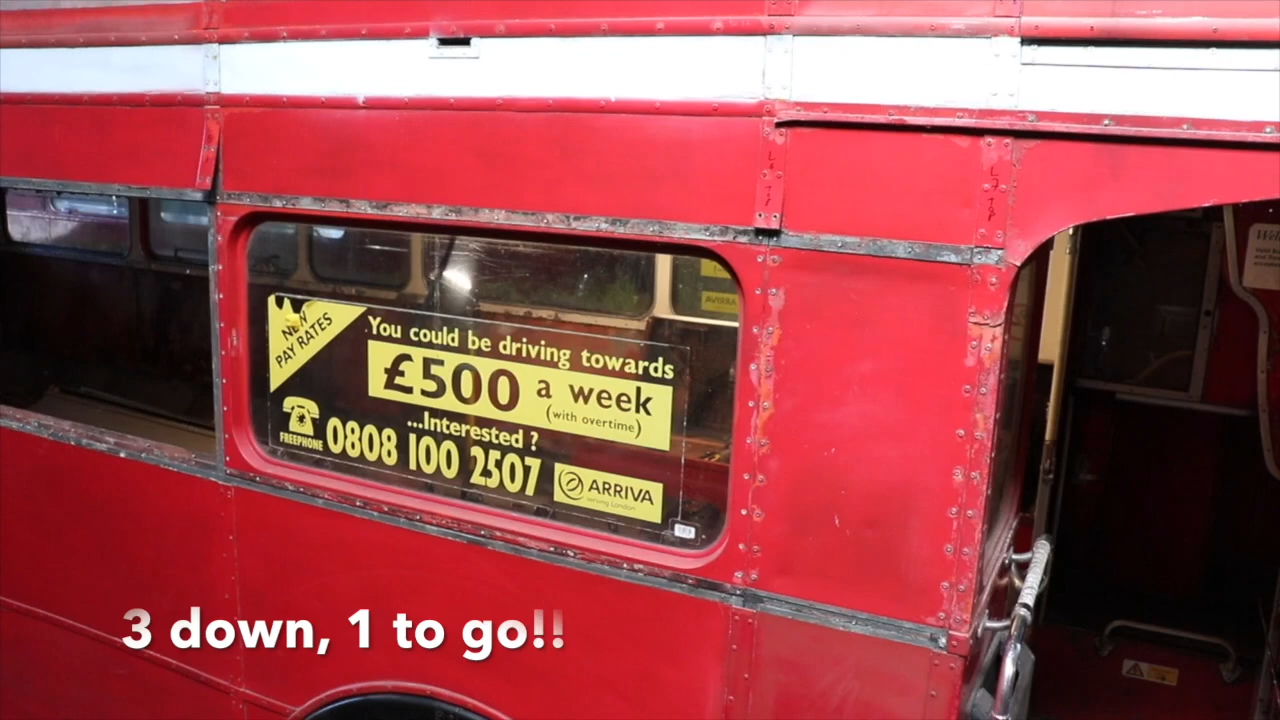 NEW
PAY RATES
You could be driving towards
£500 a week
(with overtime)
...Interested ?
FREEPHONE 0808 100 2507
ARRIVA
serving London
3 down, 1 to go!!